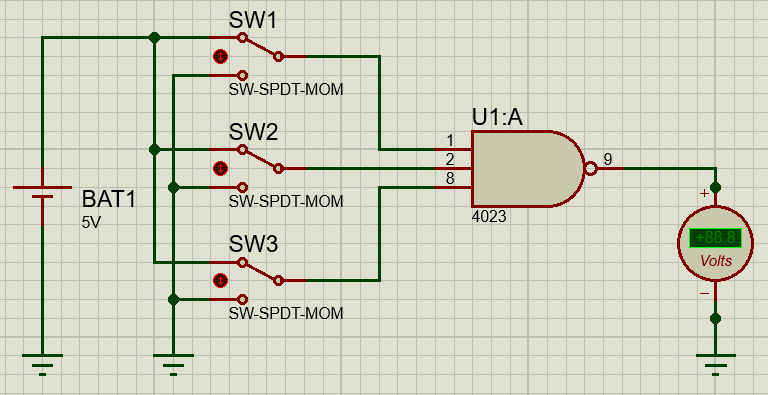 SW1
SW-SPDT-MOM
SW2
SW-SPDT-MOM
SW3
SW-SPDT-MOM
BAT1
5V
U1:A
1
2
8
9
4023
+
+88.8
Volts
−